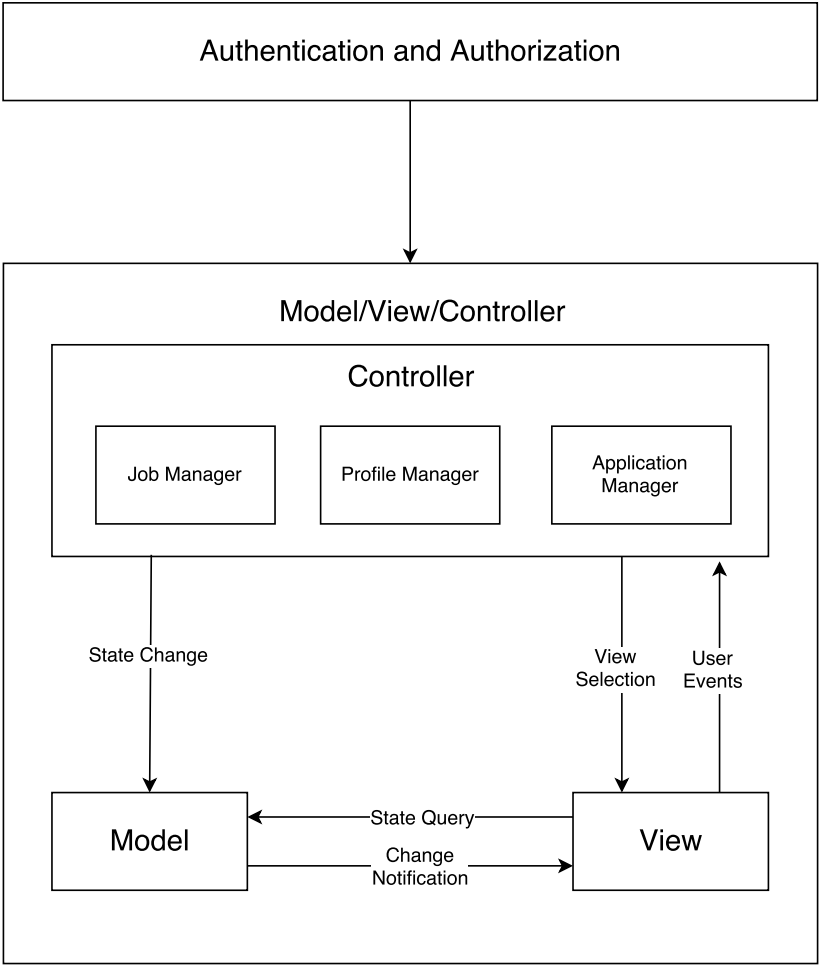 Authentication and Authorization
Model/View/Controller
Controller
Job Manager
Profile Manager
Application
Manager
State Change
View
Selection
User
Events
State Query
Change
Notification
Model
View